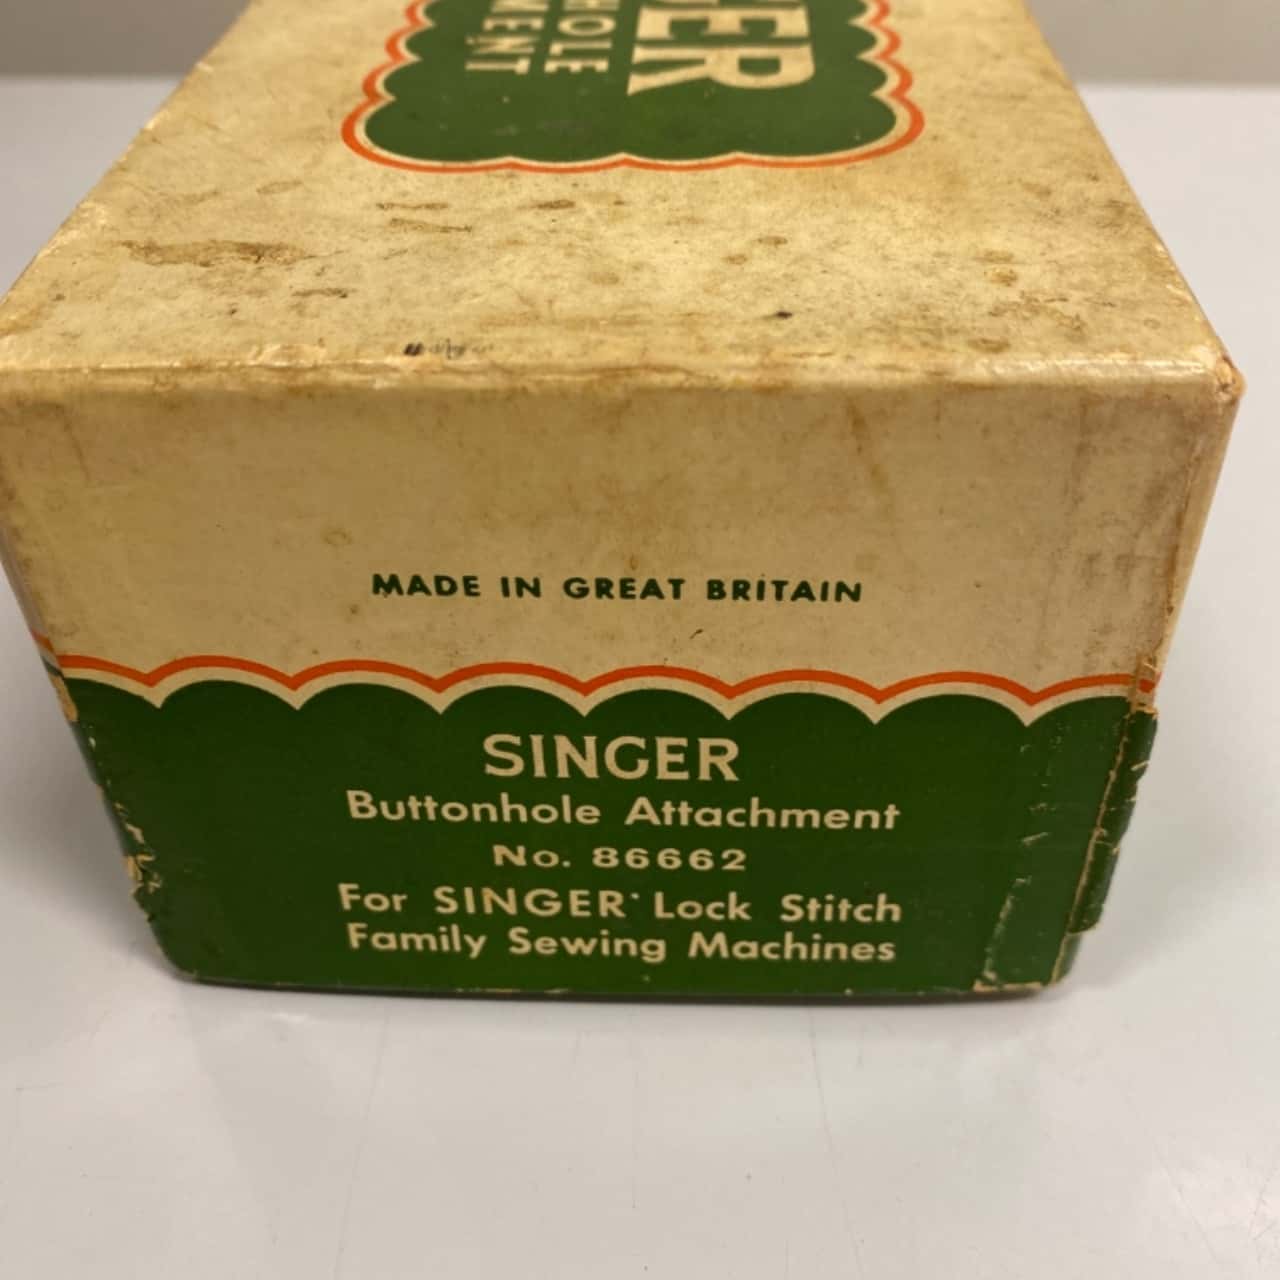 MADE IN GREAT BRITAIN
SINGER
Buttonhole Attachment
No. 86662
For SINGER* Lock Stitch
Family Sewing Machines